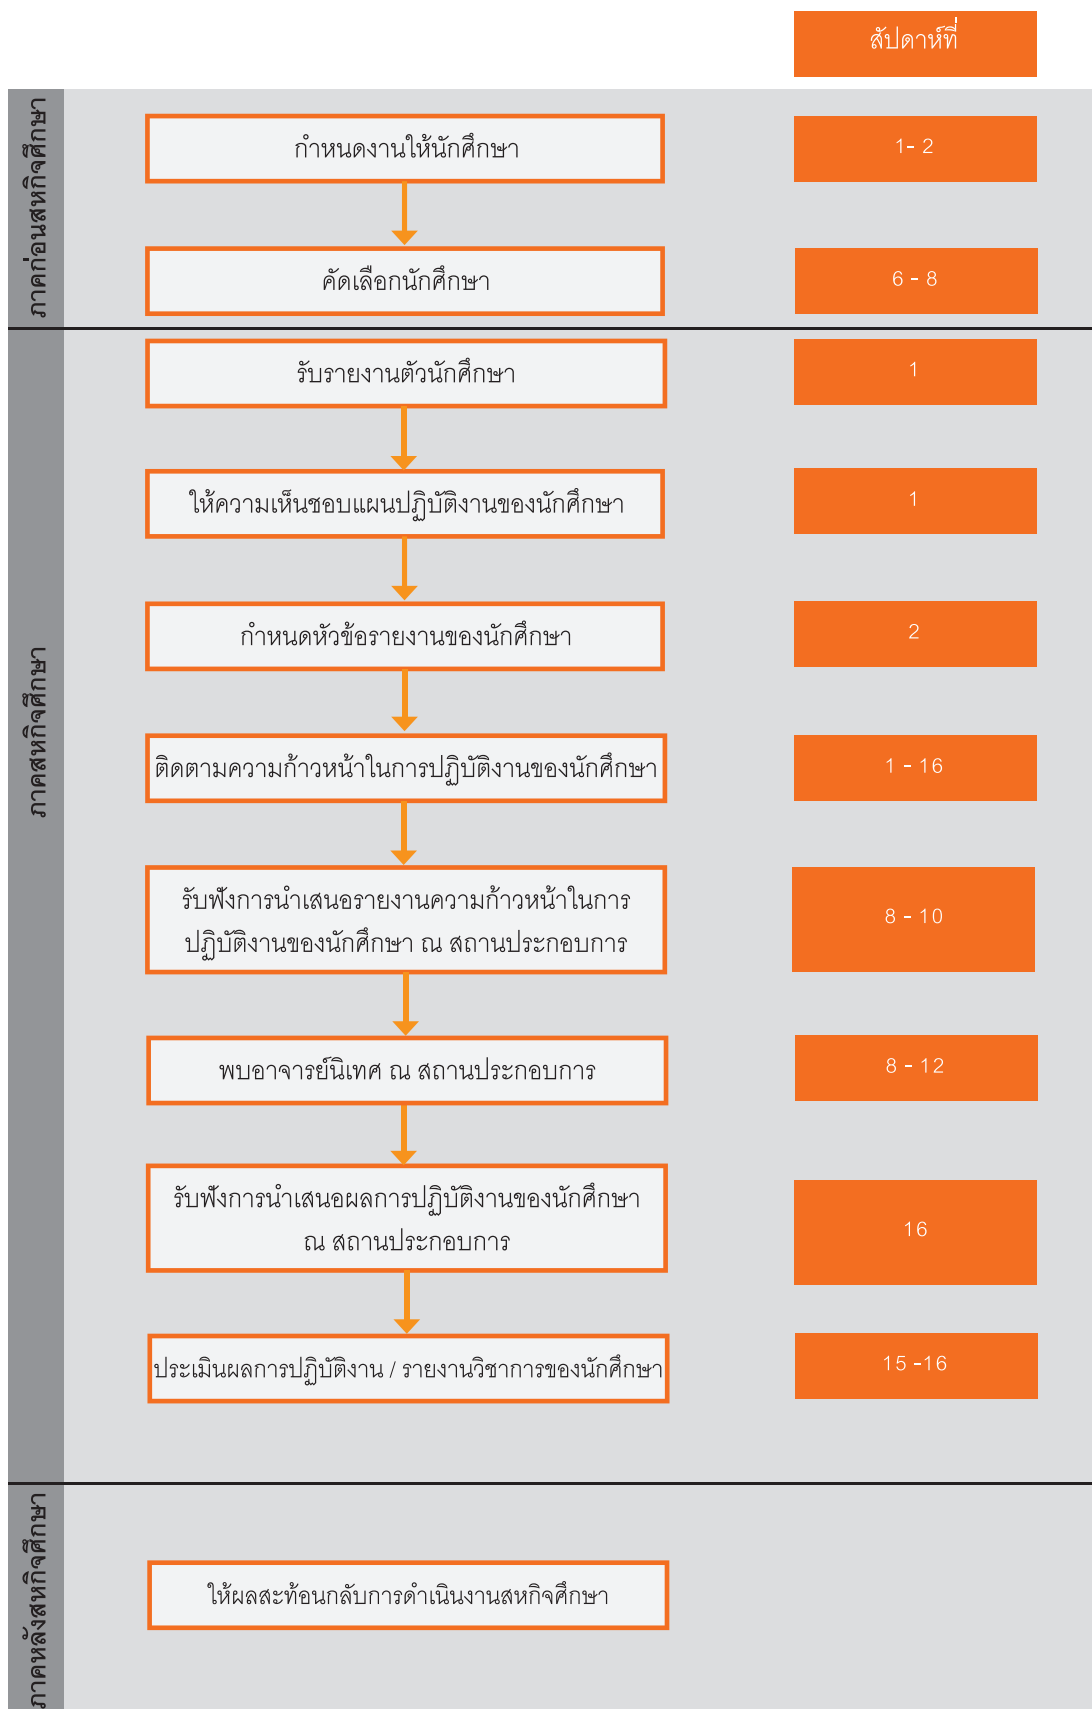 สัปดาห์ที่
ภาคก่อนสหกิจศึกษา
กำหนดงานให้นักศึกษา
1- 2
คัดเลือกนักศึกษา
6 - 8
ภาคสหกิจศึกษา
รับรายงานตัวนักศึกษา
1
ให้ความเห็นชอบแผนปฏิบัติงานของนักศึกษา
1
กำหนดหัวข้อรายงานของนักศึกษา
2
ติดตามความก้าวหน้าในการปฏิบัติงานของนักศึกษา
1 - 16
รับฟังการนำเสนอรายงานความก้าวหน้าในการ
ปฏิบัติงานของนักศึกษา ณ สถานประกอบการ
8 - 10
พบอาจารย์นิเทศ ณ สถานประกอบการ
8 - 12
รับฟังการนำเสนอผลการปฏิบัติงานของนักศึกษา
ณ สถานประกอบการ
16
ประเมินผลการปฏิบัติงาน / รายงานวิชาการของนักศึกษา
15 -16
ภาคหลังสหกิจศึกษา
ให้ผลสะท้อนกลับการดำเนินงานสหกิจศึกษา